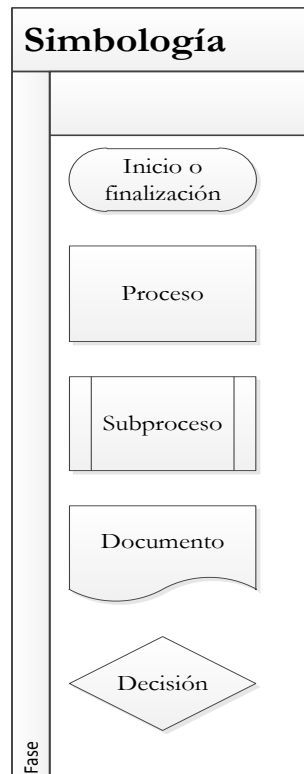 Simbología
Inicio o
finalización
Proceso
Subproceso
Documento
Decisión
Fase